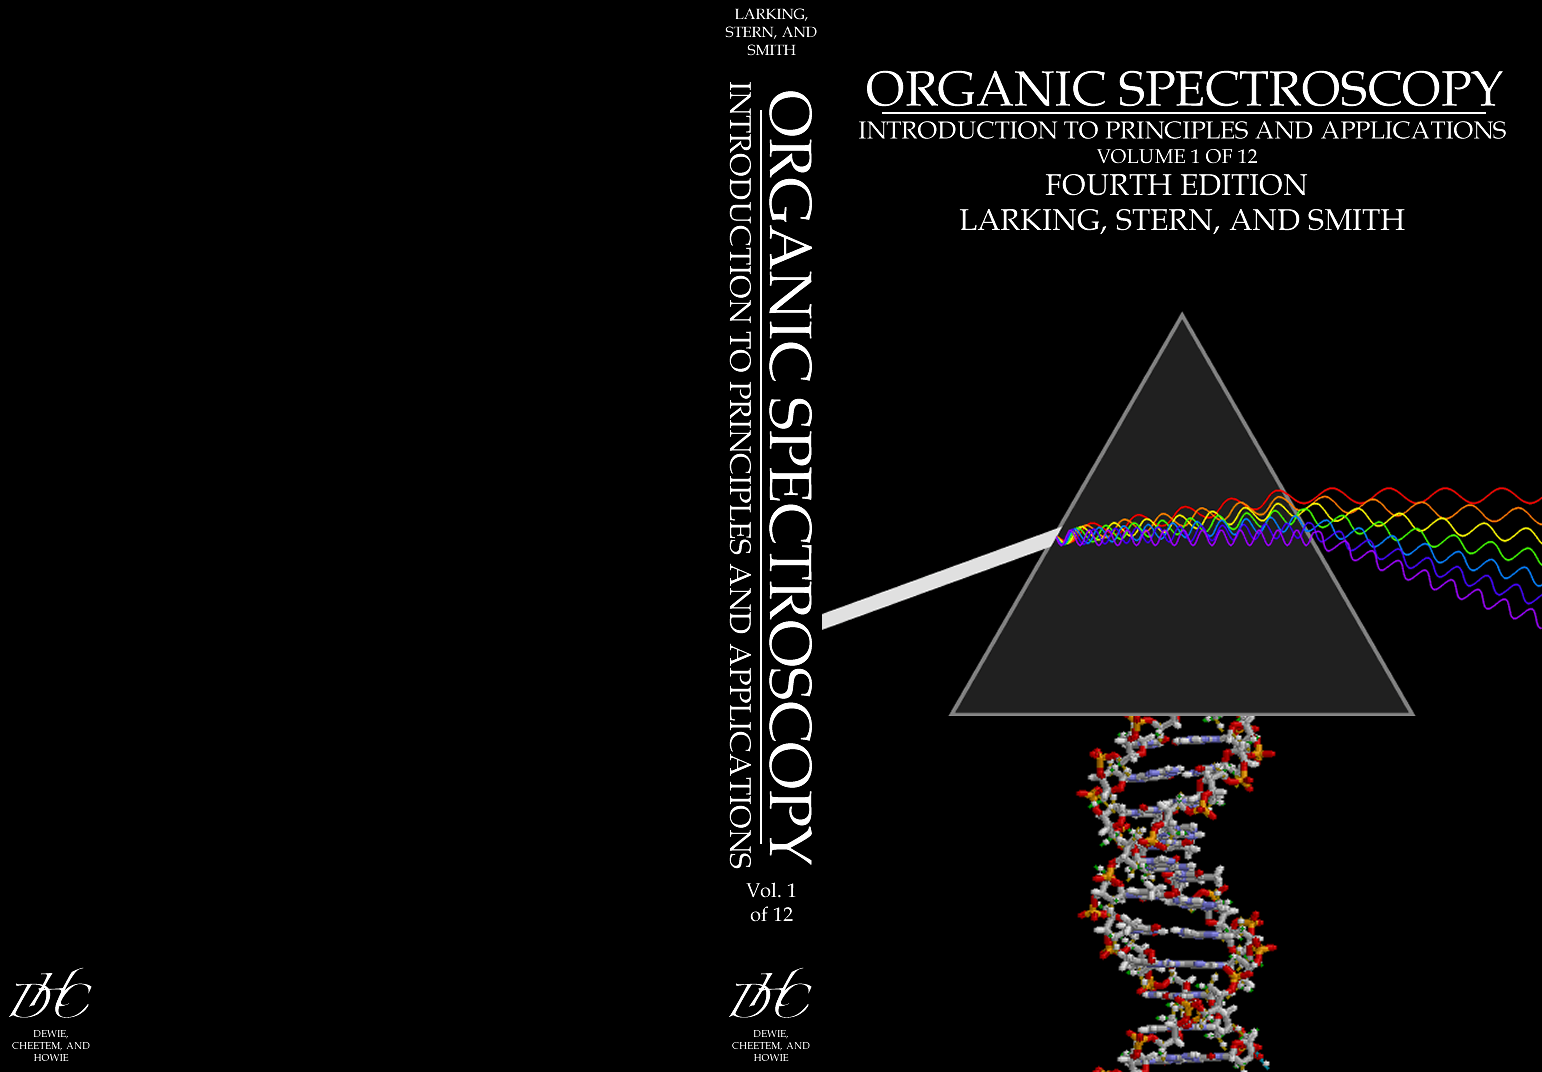 DHC
DEWIE,
CHEETEM, AND
HOWIE
LARKING,
STERN, AND
SMITH
ORGANIC SPECTROSCOPY
INTRODUCTION TO PRINCIPLES AND APPLICATIONS
Vol. 1
of 12
DHC
DEWIE,
CHEETEM, AND
HOWIE
ORGANIC SPECTROSCOPY
INTRODUCTION TO PRINCIPLES AND APPLICATIONS
VOLUME 1 OF 12
FOURTH EDITION
LARKING, STERN, AND SMITH